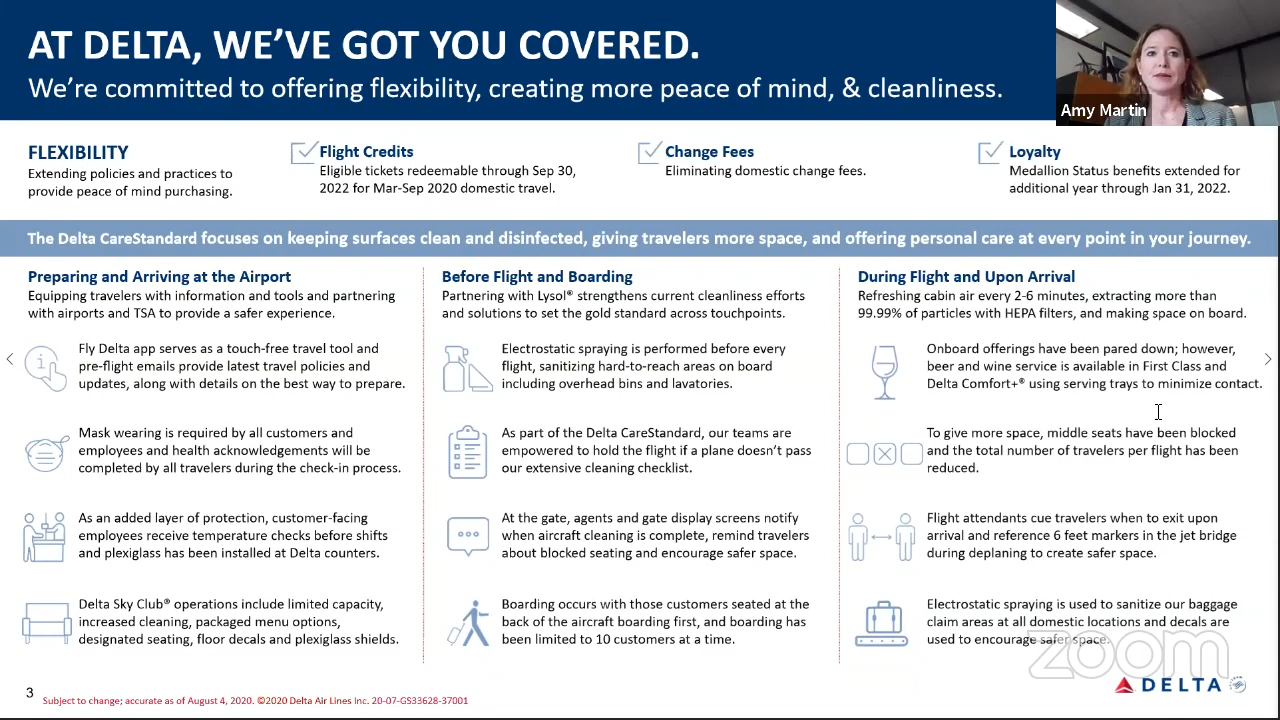 AT DELTA, WE'VE GOT YOU COVERED.
We're committed to offering flexibility, creating more peace of mind, & cleanliness.
Amy Martin
FLEXIBILITY
Extending policies and practices to
provide peace of mind purchasing.
Flight Credits
Eligible tickets redeemable through Sep 30,
2022 for Mar-Sep 2020 domestic travel.
Change Fees
Eliminating domestic change fees.
Loyalty
Medallion Status benefits extended for
additional year through Jan 31, 2022.
The Delta CareStandard focuses on keeping surfaces clean and disinfected, giving travelers more space, and offering personal care at every point in your journey.
Preparing and Arriving at the Airport
Equipping travelers with information and tools and partnering
with airports and TSA to provide a safer experience.
Fly Delta app serves as a touch-free travel tool and
pre-flight emails provide latest travel policies and
updates, along with details on the best way to prepare.
Mask wearing is required by all customers and
employees and health acknowledgements will be
completed by all travelers during the check-in process.
As an added layer of protection, customer-facing
employees receive temperature checks before shifts
and plexiglass has been installed at Delta counters.
Delta Sky Club® operations include limited capacity,
increased cleaning, packaged menu options,
designated seating, floor decals and plexiglass shields.
Before Flight and Boarding
Partnering with Lysol® strengthens current cleanliness efforts
and solutions to set the gold standard across touchpoints.
Electrostatic spraying is performed before every
flight, sanitizing hard-to-reach areas on board
including overhead bins and lavatories.
As part of the Delta CareStandard, our teams are
empowered to hold the flight if a plane doesn't pass
our extensive cleaning checklist.
At the gate, agents and gate display screens notify
when aircraft cleaning is complete, remind travelers
about blocked seating and encourage safer space.
Boarding occurs with those customers seated at the
back of the aircraft boarding first, and boarding has
been limited to 10 customers at a time.
During Flight and Upon Arrival
Refreshing cabin air every 2-6 minutes, extracting more than
99.99% of particles with HEPA filters, and making space on board.
Onboard offerings have been pared down; however,
beer and wine service is available in First Class and
Delta Comfort+® using serving trays to minimize contact.
To give more space, middle seats have been blocked
and the total number of travelers per flight has been
reduced.
Flight attendants cue travelers when to exit upon
arrival and reference 6 feet markers in the jet bridge
during deplaning to create safer space.
Electrostatic spraying is used to sanitize our baggage
claim areas at all domestic locations and decals are
used to encourage safer space.
zoom
DELTA
3
Subject to change; accurate as of August 4, 2020. ©2020 Delta Air Lines Inc. 20-07-GS33628-37001